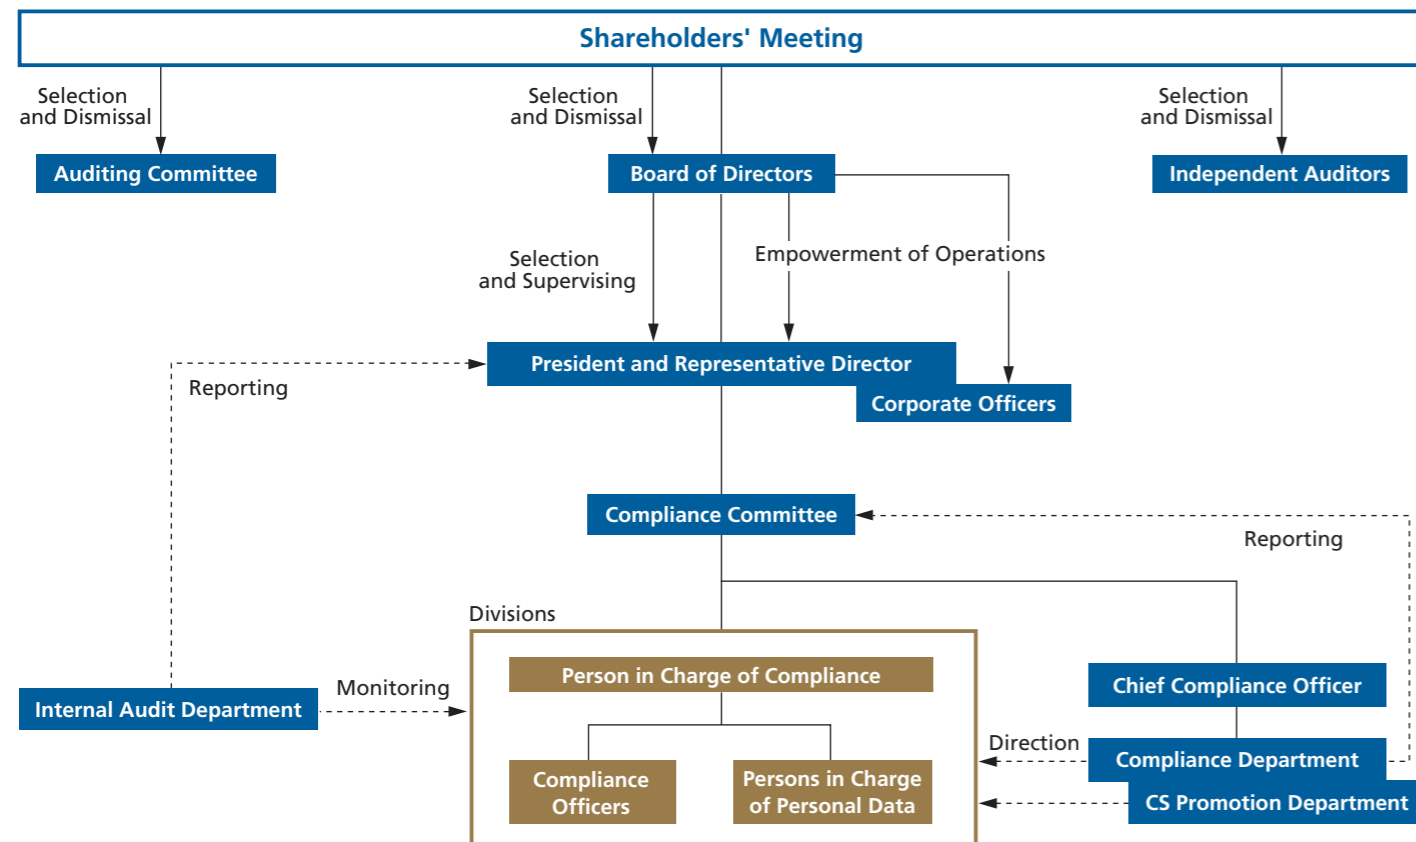 Shareholders' Meeting
Selection
and Dismissal
Selection
and Dismissal
Selection
and Dismissal
Auditing Committee
Board of Directors
Independent Auditors
Selection
and Supervising
Empowerment of Operations
President and Representative Director
Reporting
Corporate Officers
Compliance Committee
Reporting
Divisions
Person in Charge of Compliance
Chief Compliance Officer
Monitoring
Internal Audit Department
Direction
Compliance Department
Compliance
Officers
Persons in Charge
of Personal Data
CS Promotion Department